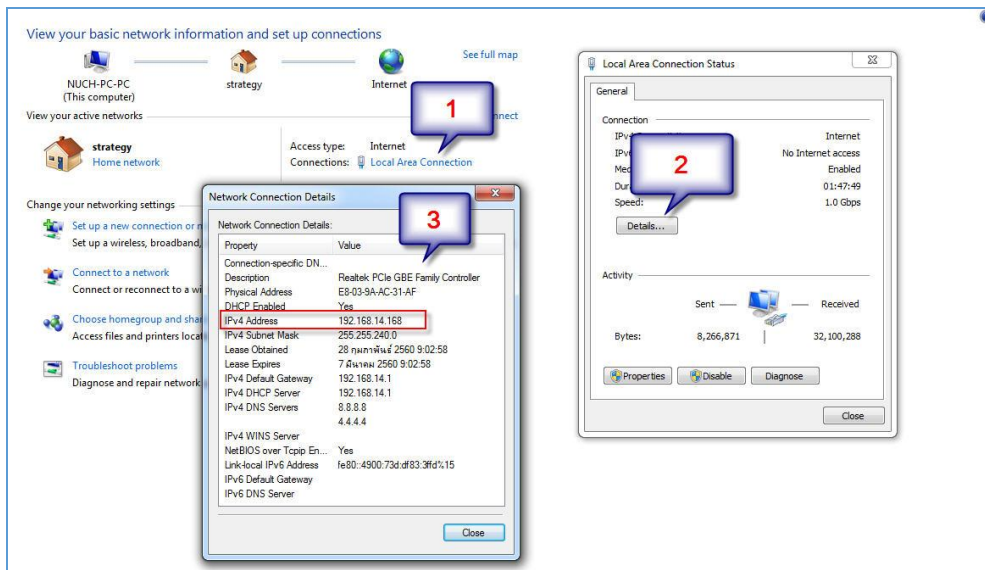 View your basic network information and set up connections
See full map
NUCH-PC-PC
(This computer)
strategy
Internet
View your active networks
strategy
Home network
Access type: Internet
Connections: Local Area Connection
1
Change your networking settings
Set up a new connection or
Set up a wireless, broadband,
Connect to a network
Connect or reconnect to a
Choose homegroup and
Access files and printers
Troubleshoot problems
Diagnose and repair network
Network Connection Details
3
Network Connection Details:
Property Value
Connection-specific DN...
Description Realtek PCIe GBE Family Controller
Physical Address E8-03-9A-AC-31-AF
DHCP Enabled Yes
IPv4 Address 192.168.14.168
IPv4 Subnet Mask 255.255.240.0
Lease Obtained 28 กุมภาพันธ์ 2560 9:02:58
Lease Expires 7 มีนาคม 2560 9:02:58
IPv4 Default Gateway 192.168.14.1
IPv4 DHCP Server 192.168.14.1
IPv4 DNS Servers 8.8.8.8
4.4.4.4
IPv4 WINS Server
NetBIOS over Tcpip En... Yes
Link-local IPv6 Address fe80::4900:73d:df83:3ffd%15
IPv6 Default Gateway
IPv6 DNS Server
Close
Local Area Connection Status
General
Connection
Internet
No Internet access
Enabled
01:47:49
Speed: 1.0 Gbps
2
Details...
Activity
Sent Received
Bytes: 8,266,871 32,100,288
Properties Disable Diagnose
Close